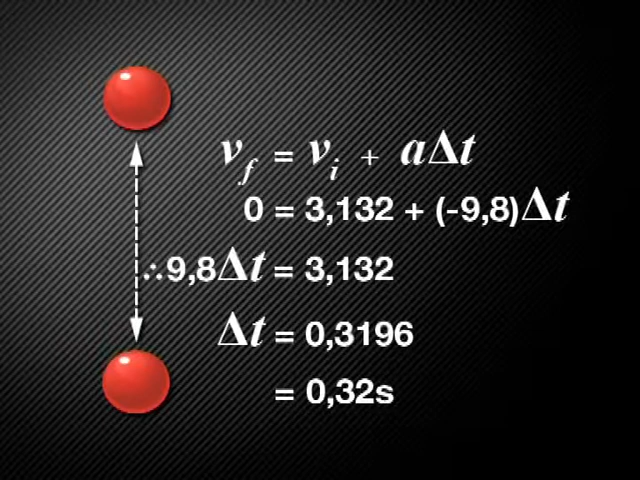 v_f = v_i + aΔt
0 = 3,132 + (-9,8)Δt
∴9,8Δt = 3,132
Δt = 0,3196
= 0,32s